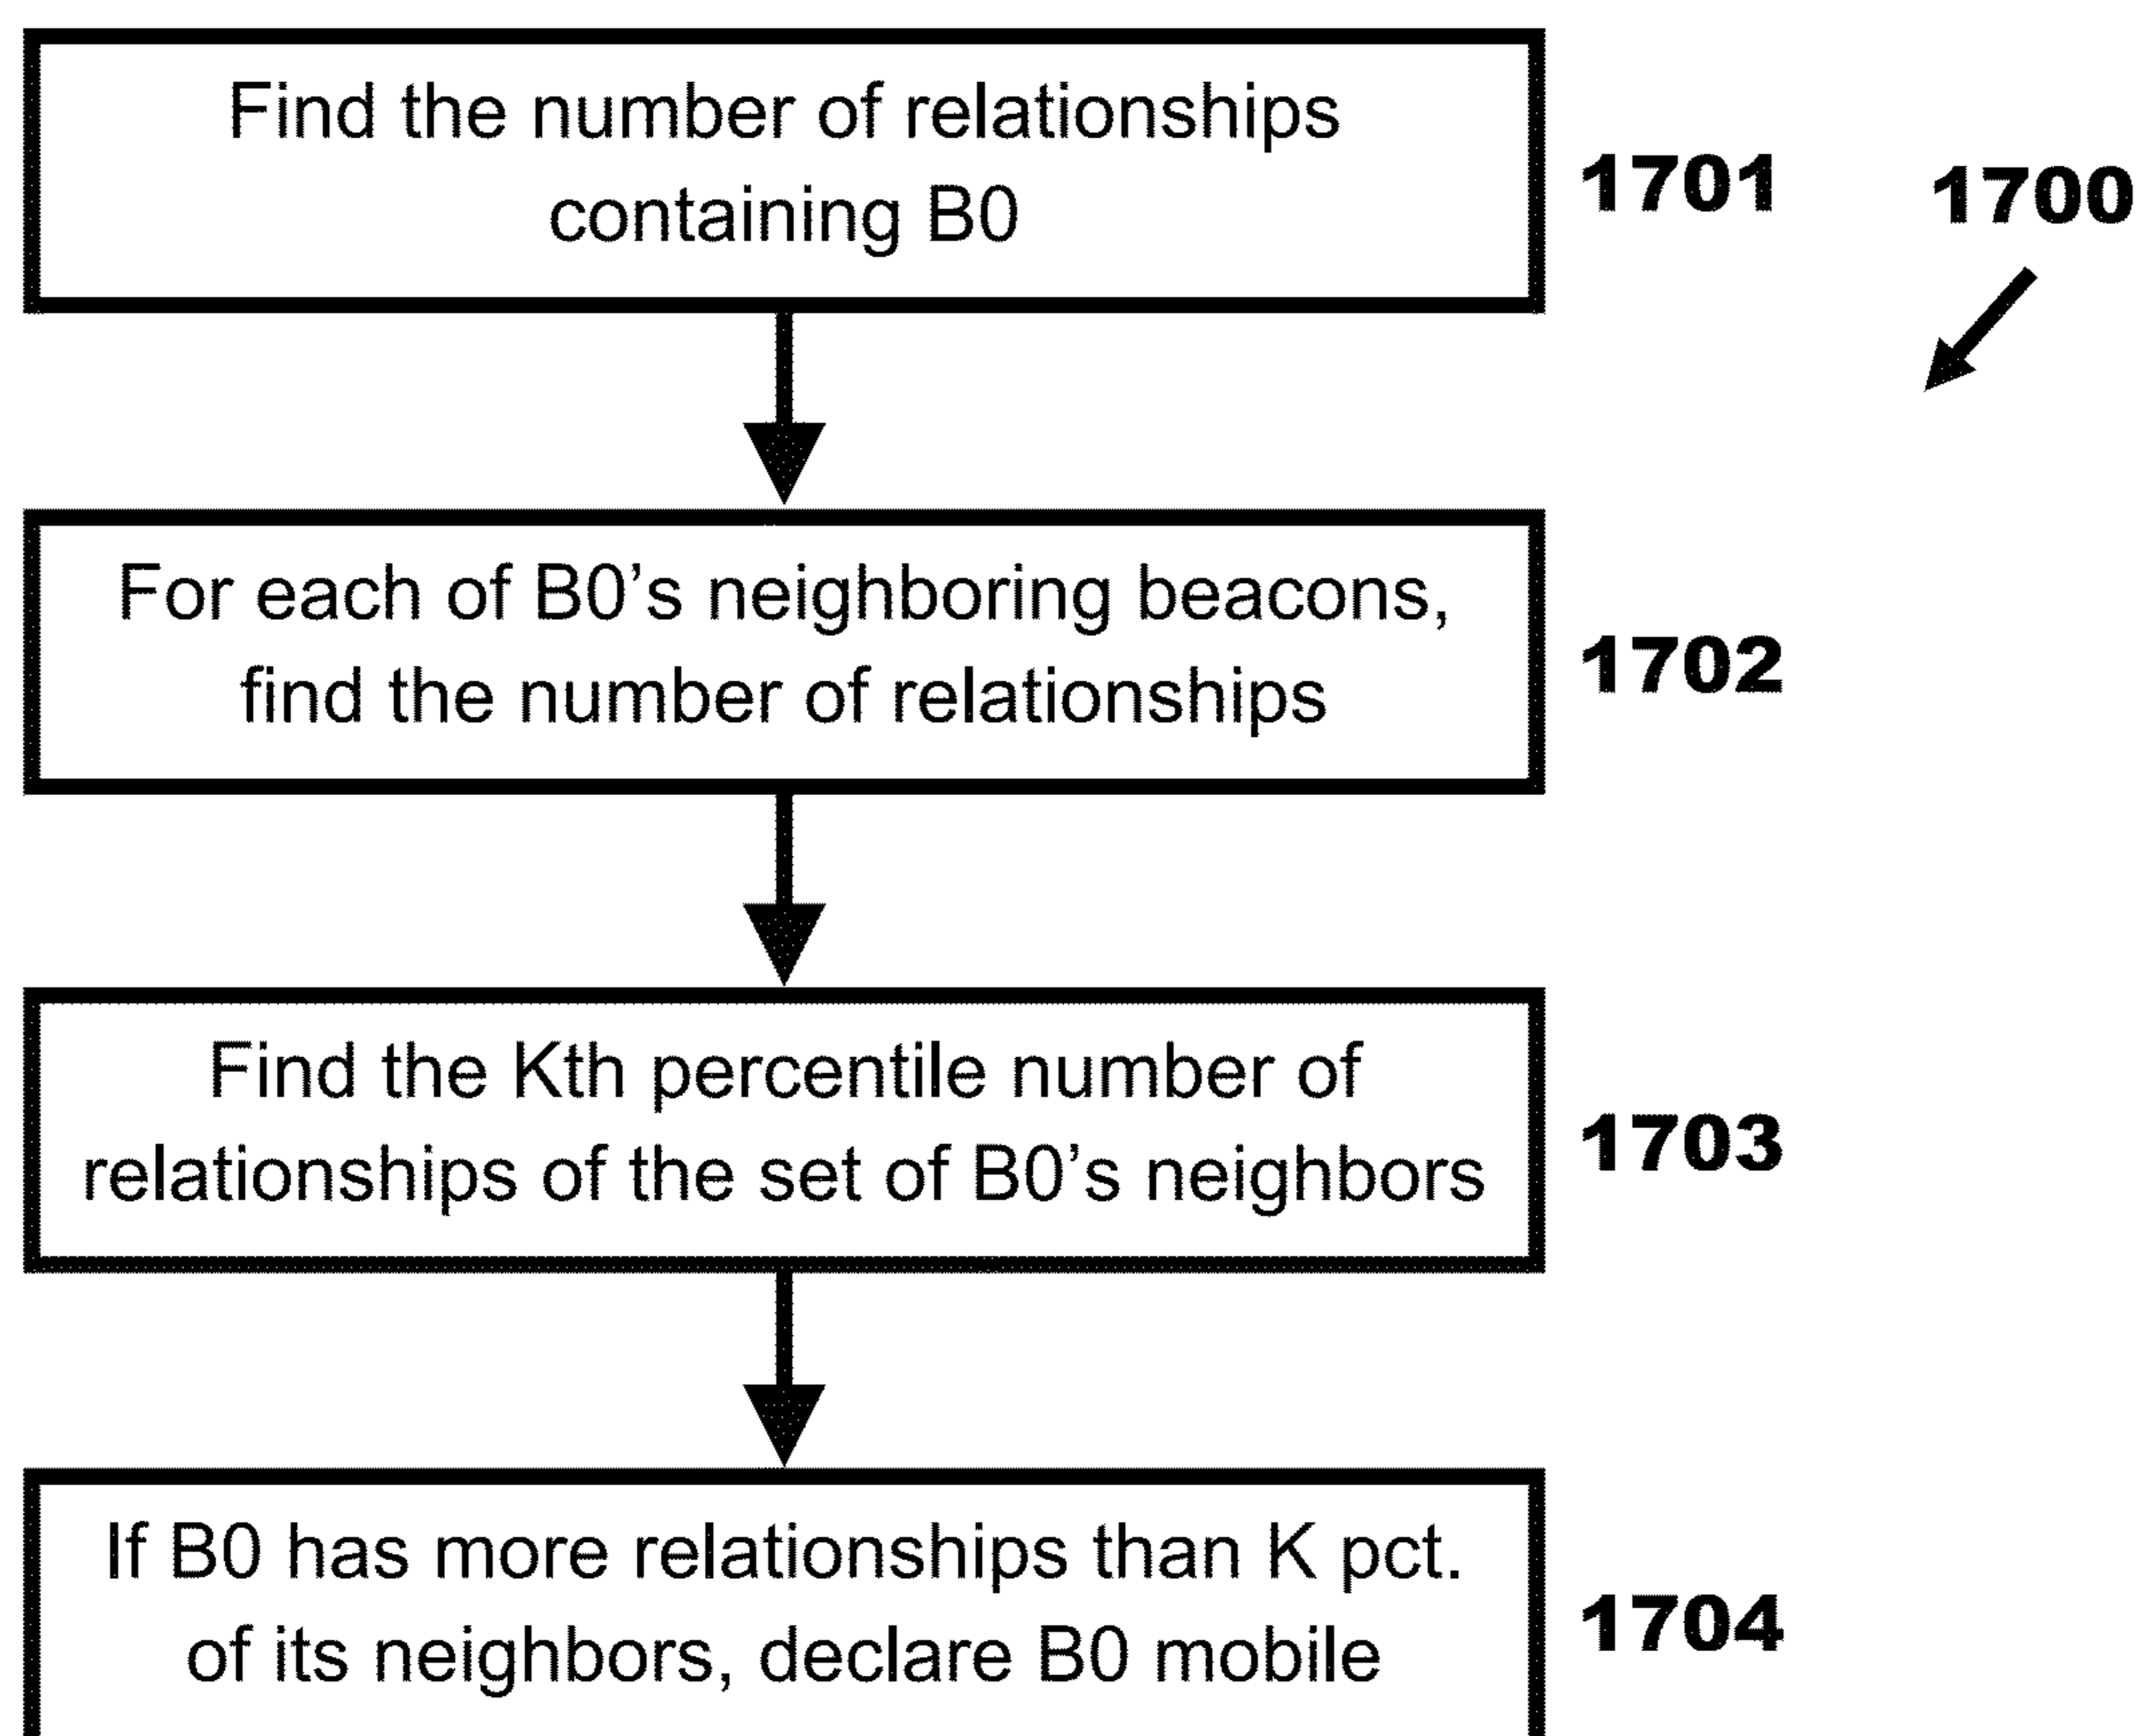 Find the number of relationships
containing B0
1701
1700
For each of B0's neighboring beacons,
find the number of relationships
1702
Find the Kth percentile number of
relationships of the set of B0's neighbors
1703
If B0 has more relationships than K pct.
of its neighbors, declare B0 mobile
1704